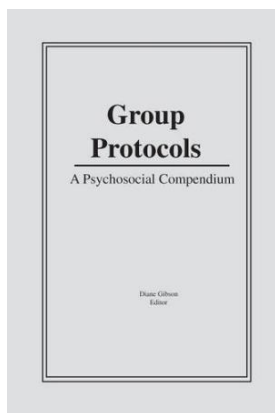 Group
Protocols
A Psychosocial Compendium
Diane Gibson
Editor